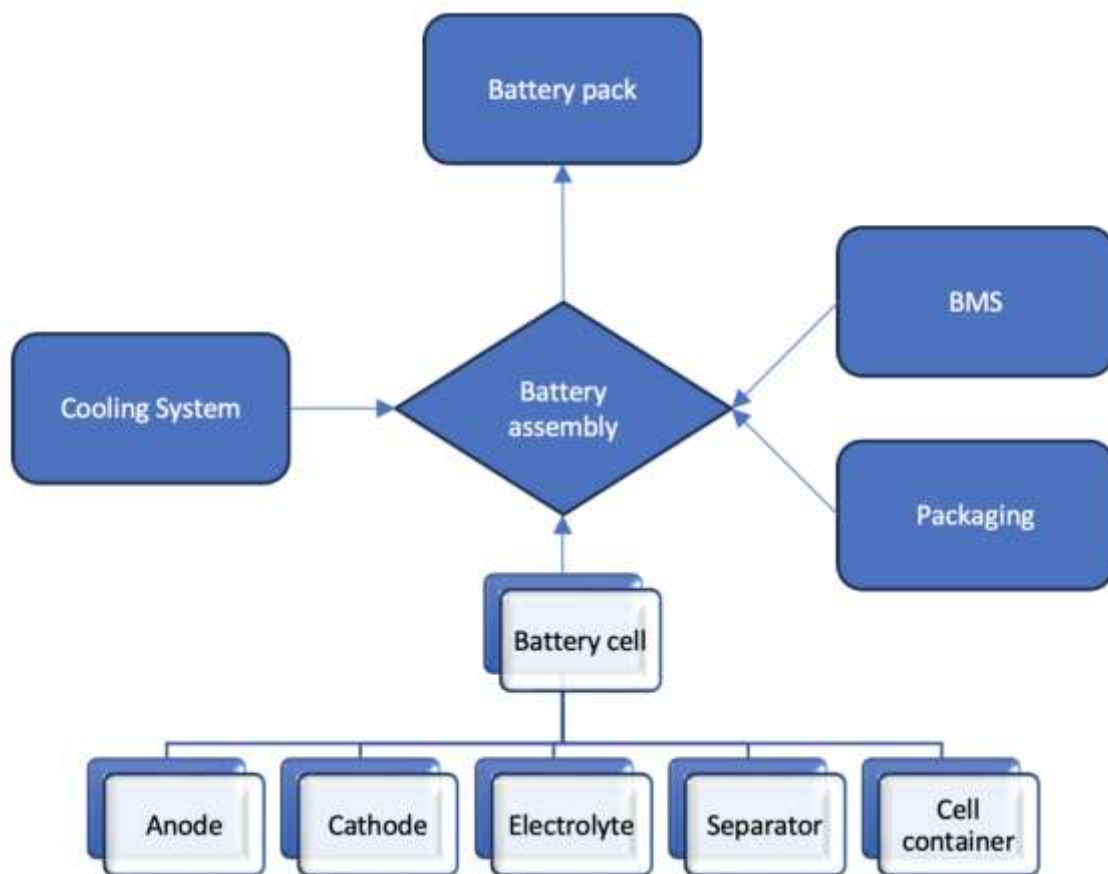 Battery pack
BMS
Cooling System
Battery
assembly
Packaging
Battery cell
Anode
Cathode
Electrolyte
Separator
Cell
container